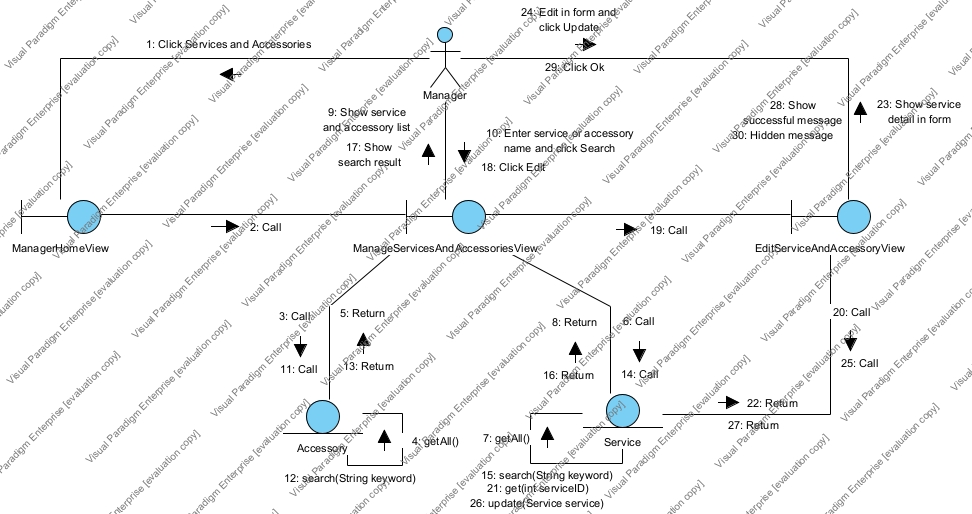 24: Edit in form and
click Update
1: Click Services and Accessories
29: Click Ok
Manager
9: Show service
and accessory list
17: Show
search result
10: Enter service or accessory
name and click Search
18: Click Edit
28: Show
successful message
30: Hidden message
23: Show service
detail in form
2: Call
19: Call
ManagerHomeView
ManageServicesAndAccessoriesView
EditServiceAndAccessoryView
3: Call
5: Return
8: Return
6: Call
20: Call
11: Call
13: Return
16: Return
14: Call
25: Call
22: Return
27: Return
Accessory
4: getAll()
7: getAll()
Service
12: search(String keyword)
15: search(String keyword)
21: get(int serviceID)
26: update(Service service)
Visual Paradigm Enterprise [evaluation copy]